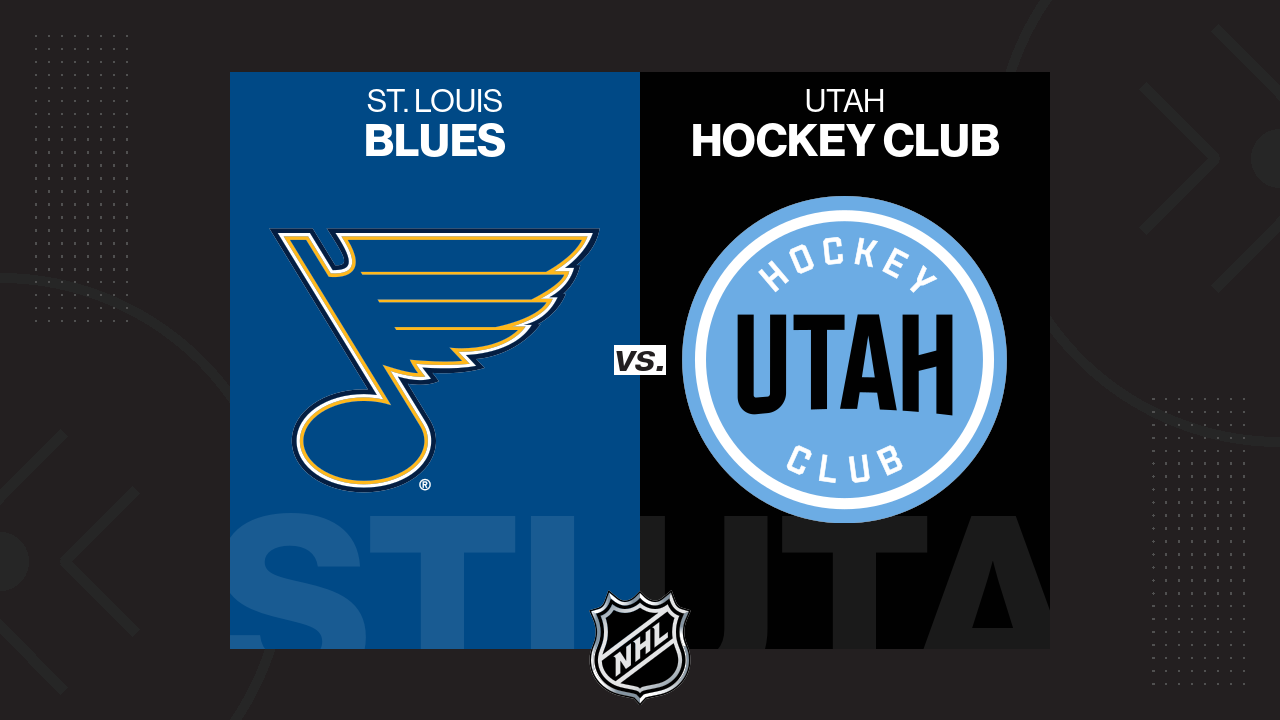 ST. LOUIS
BLUES
UTAH
HOCKEY CLUB
HOCKEY
UTAH
CLUB
vs.
®
STL
UTA
NHL